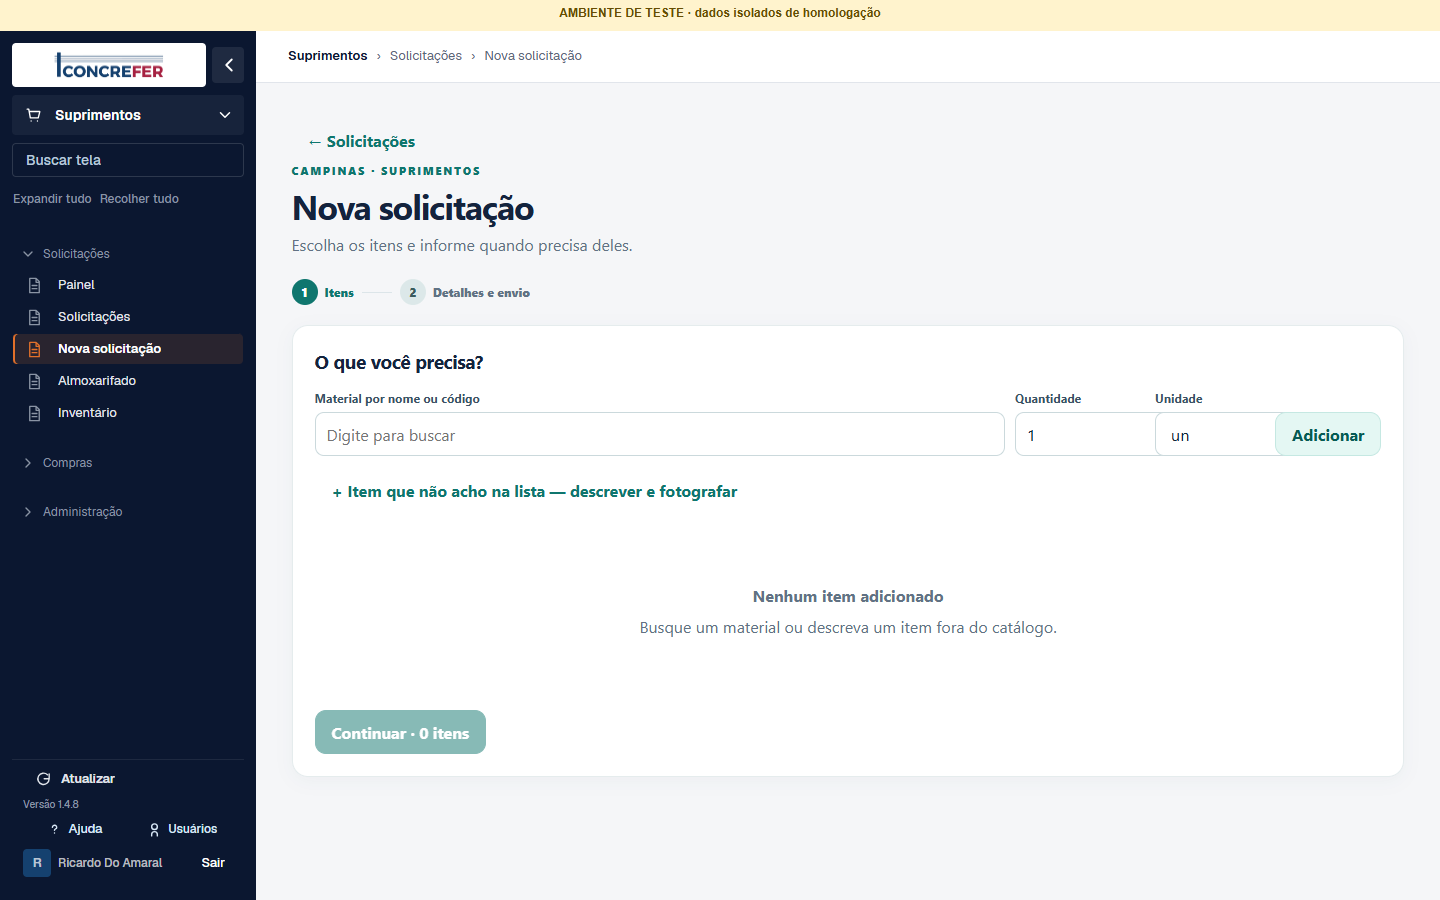 AMBIENTE DE TESTE · dados isolados de homologação
CONCREFER
Suprimentos
Buscar tela
Expandir tudo Recolher tudo
Solicitações
Painel
Solicitações
Nova solicitação
Almoxarifado
Inventário
Compras
Administração
Atualizar
Versão 1.4.8
? Ajuda Usuários
R Ricardo Do Amaral Sair
Suprimentos › Solicitações › Nova solicitação
← Solicitações
CAMPINAS · SUPRIMENTOS
Nova solicitação
Escolha os itens e informe quando precisa deles.
1 Itens 2 Detalhes e envio
O que você precisa?
Material por nome ou código Quantidade Unidade
Digite para buscar 1 un Adicionar
+ Item que não acho na lista — descrever e fotografar
Nenhum item adicionado
Busque um material ou descreva um item fora do catálogo.
Continuar · 0 itens